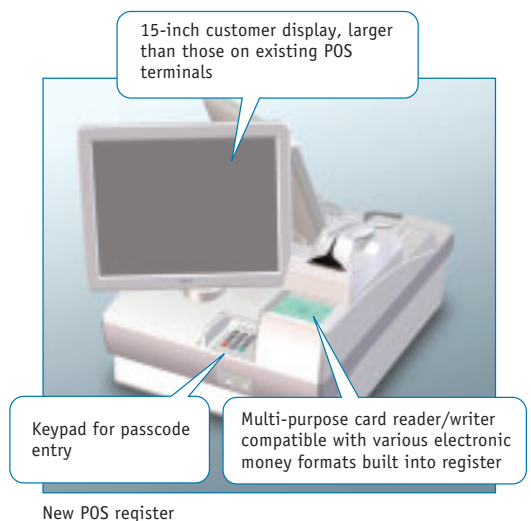 15-inch customer display, larger
than those on existing POS
terminals
Keypad for passcode
entry
Multi-purpose card reader/writer
compatible with various electronic
money formats built into register
New POS register